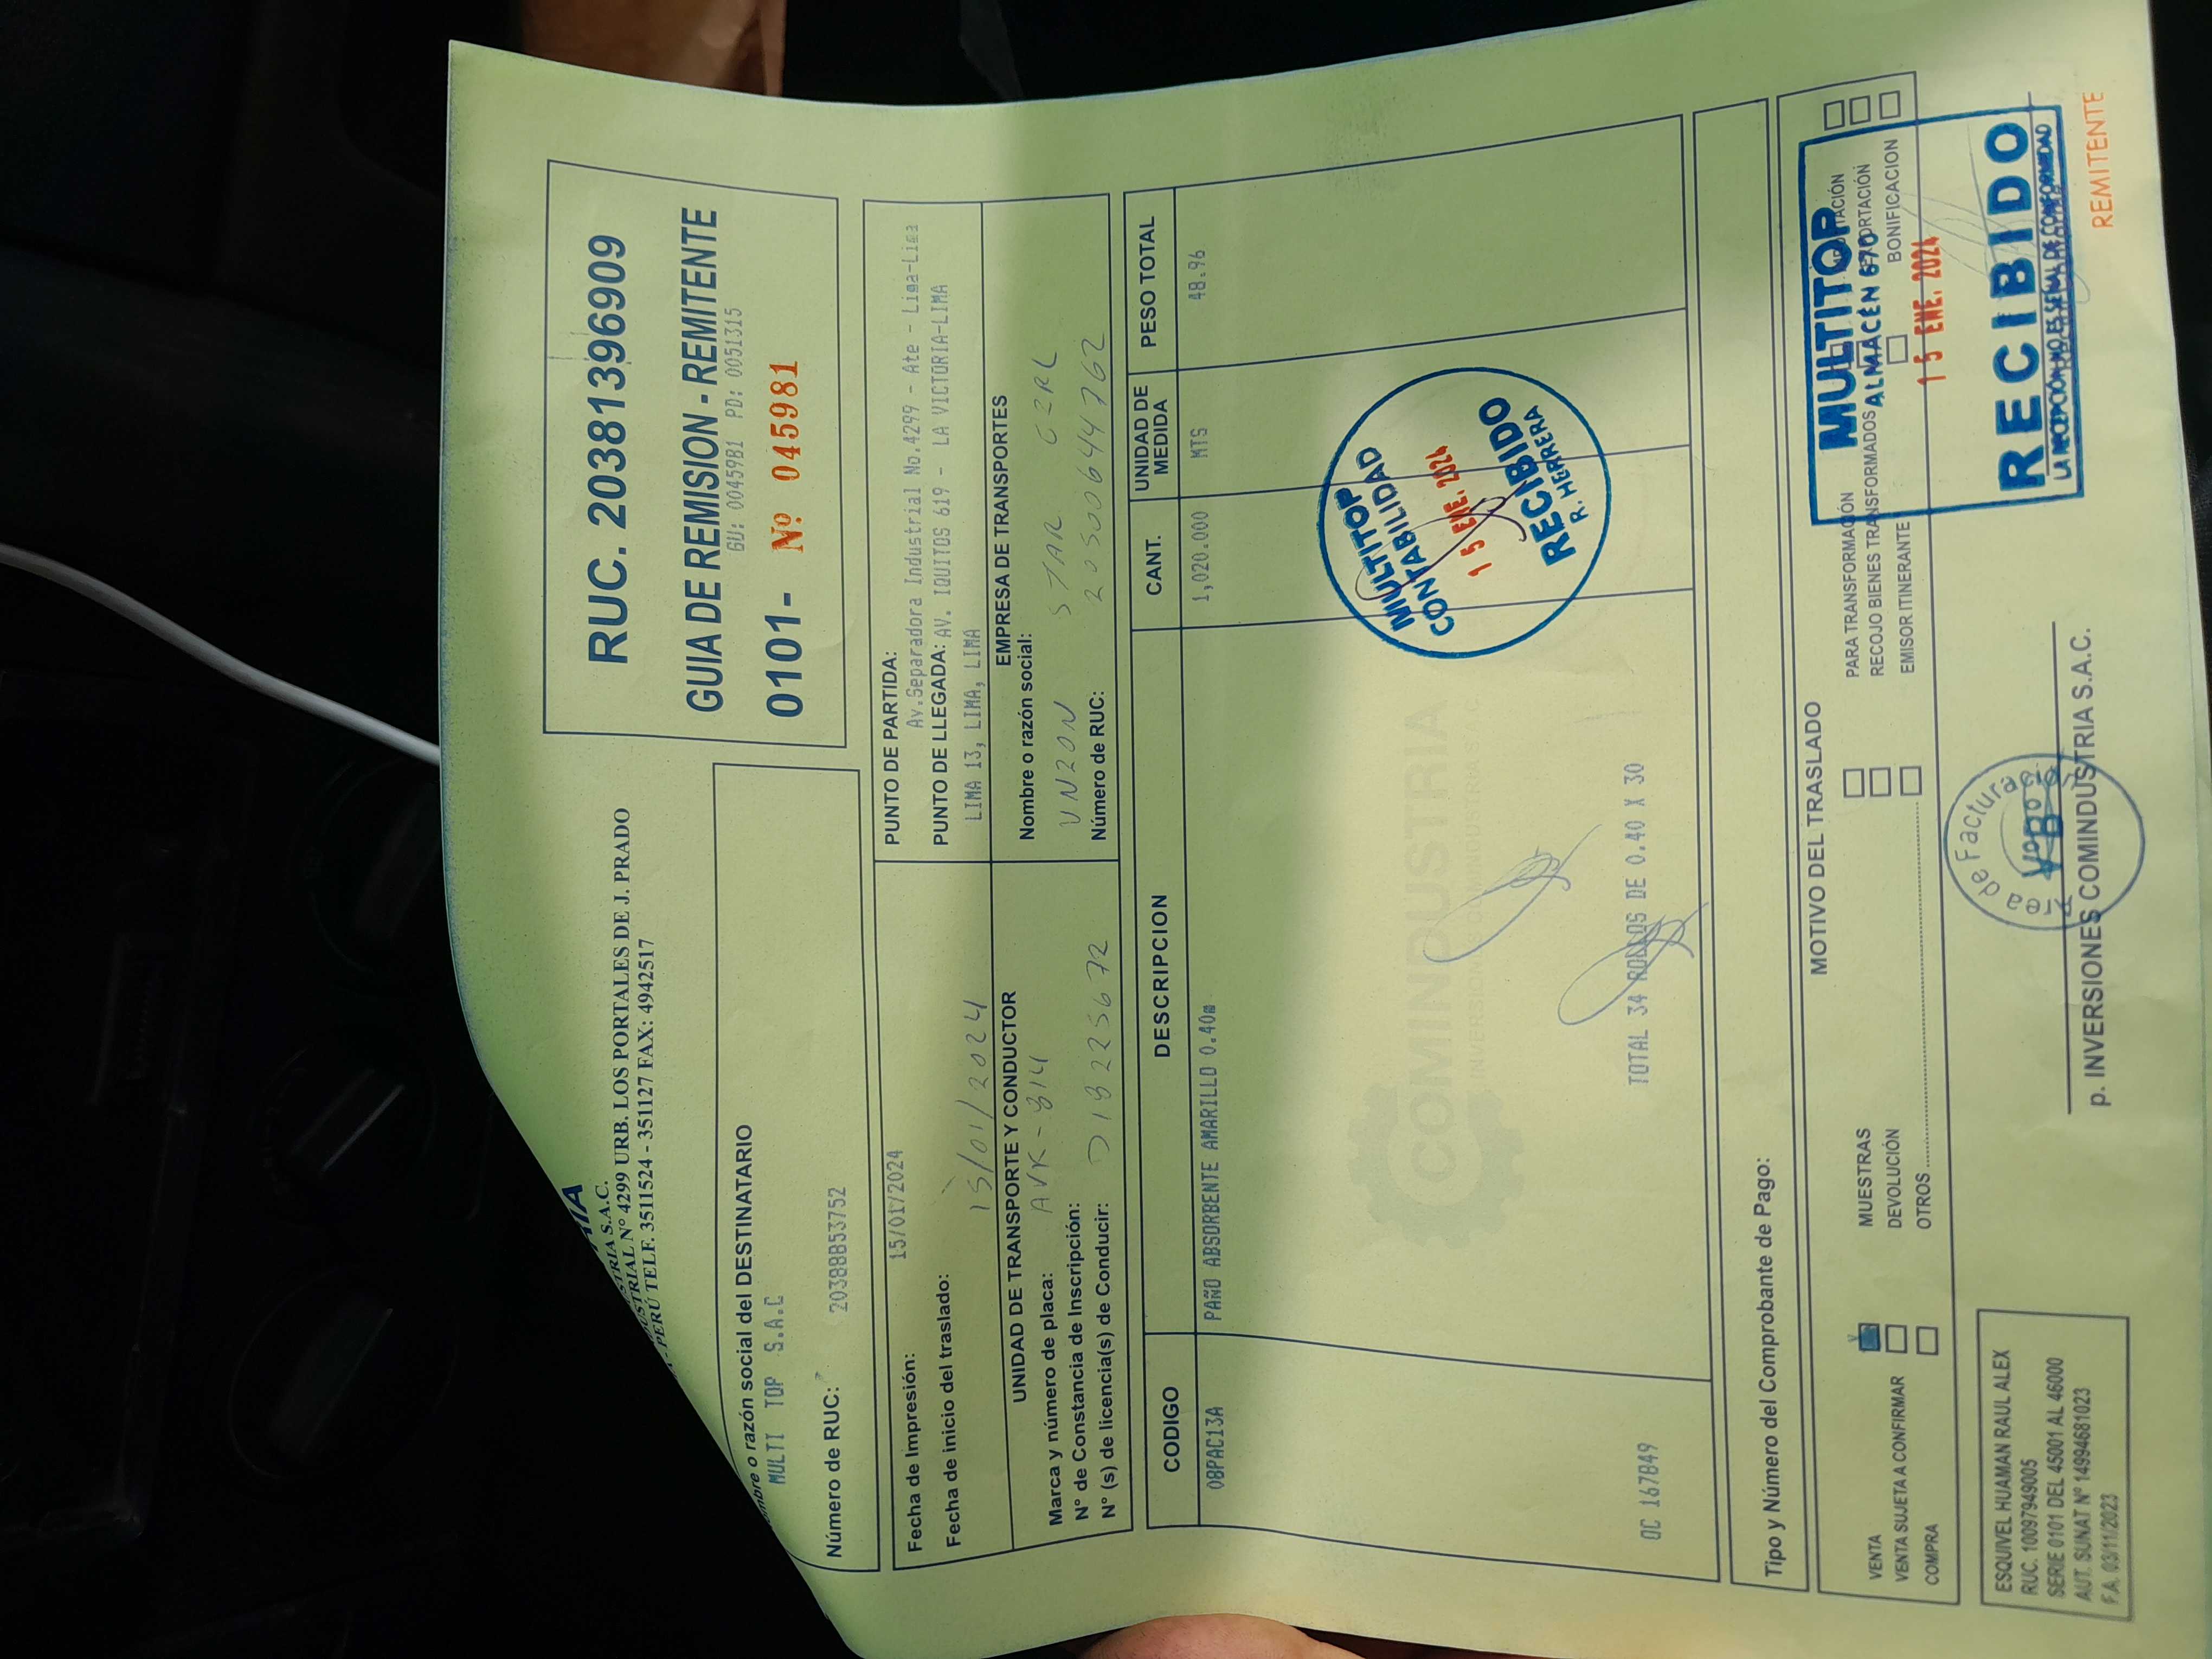 STRIA S.A.C.
USTRIAL Nº 4299 URB. LOS PORTALES DE J. PRADO
- PERÚ TELF. 3511524 - 351127 FAX: 4942517
RUC. 20381396909
GUIA DE REMISION - REMITENTE
GU: 0045981 PD: 0051315
0101- Nº 045981
ombre o razón social del DESTINATARIO
MULTI TOP S.A.C
Número de RUC: 20388853752
Fecha de Impresión: 15/01/2024
Fecha de inicio del traslado: 15/01/2024
PUNTO DE PARTIDA:
Av.Separadora Industrial No.4299 - Ate - Lima-Lima
PUNTO DE LLEGADA: AV. IQUITOS 619 - LA VICTORIA-LIMA
LIMA 13, LIMA, LIMA
UNIDAD DE TRANSPORTE Y CONDUCTOR
Marca y número de placa: AVK-814
N° de Constancia de Inscripción:
N° (s) de licencia(s) de Conducir:
EMPRESA DE TRANSPORTES
Nombre o razón social:
STAR
Número de RUC: 20500644762
CODIGO DESCRIPCION CANT. UNIDAD DE MEDIDA PESO TOTAL
08PAC13A PAÑO ABSORBENTE AMARILLO 0.40m 1,020.000 MTS 48.96
COMINDUSTRIA
MULTITOP
CONTABILIDAD
15 ENE. 2024
RECIBIDO
R. HERRERA
OC 167849 TOTAL 34 ROLLOS DE 0.40 X 30
Tipo y Número del Comprobante de Pago:
MOTIVO DEL TRASLADO
VENTA
VENTA SUJETA A CONFIRMAR
COMPRA
MUESTRAS
DEVOLUCIÓN
OTROS
PARA TRANSFORMACIÓN
RECOJO BIENES TRANSFORMADOS
EMISOR ITINERANTE
BONIFICACION
MULTITOP
ALMACÉN 670
15 ENE. 2024
RECIBIDO
LA RECEPCIÓN NO ES SEÑAL DE CONFORMIDAD
ESQUIVEL HUAMAN RAUL ALEX
RUC. 10097949005
SERIE 0101 DEL 45001 AL 46000
AUT. SUNAT Nº 14994681023
F.A. 03/11/2023
de Factura
VºBº
p. INVERSIONES COMINDUSTRIA S.A.C.
REMITENTE